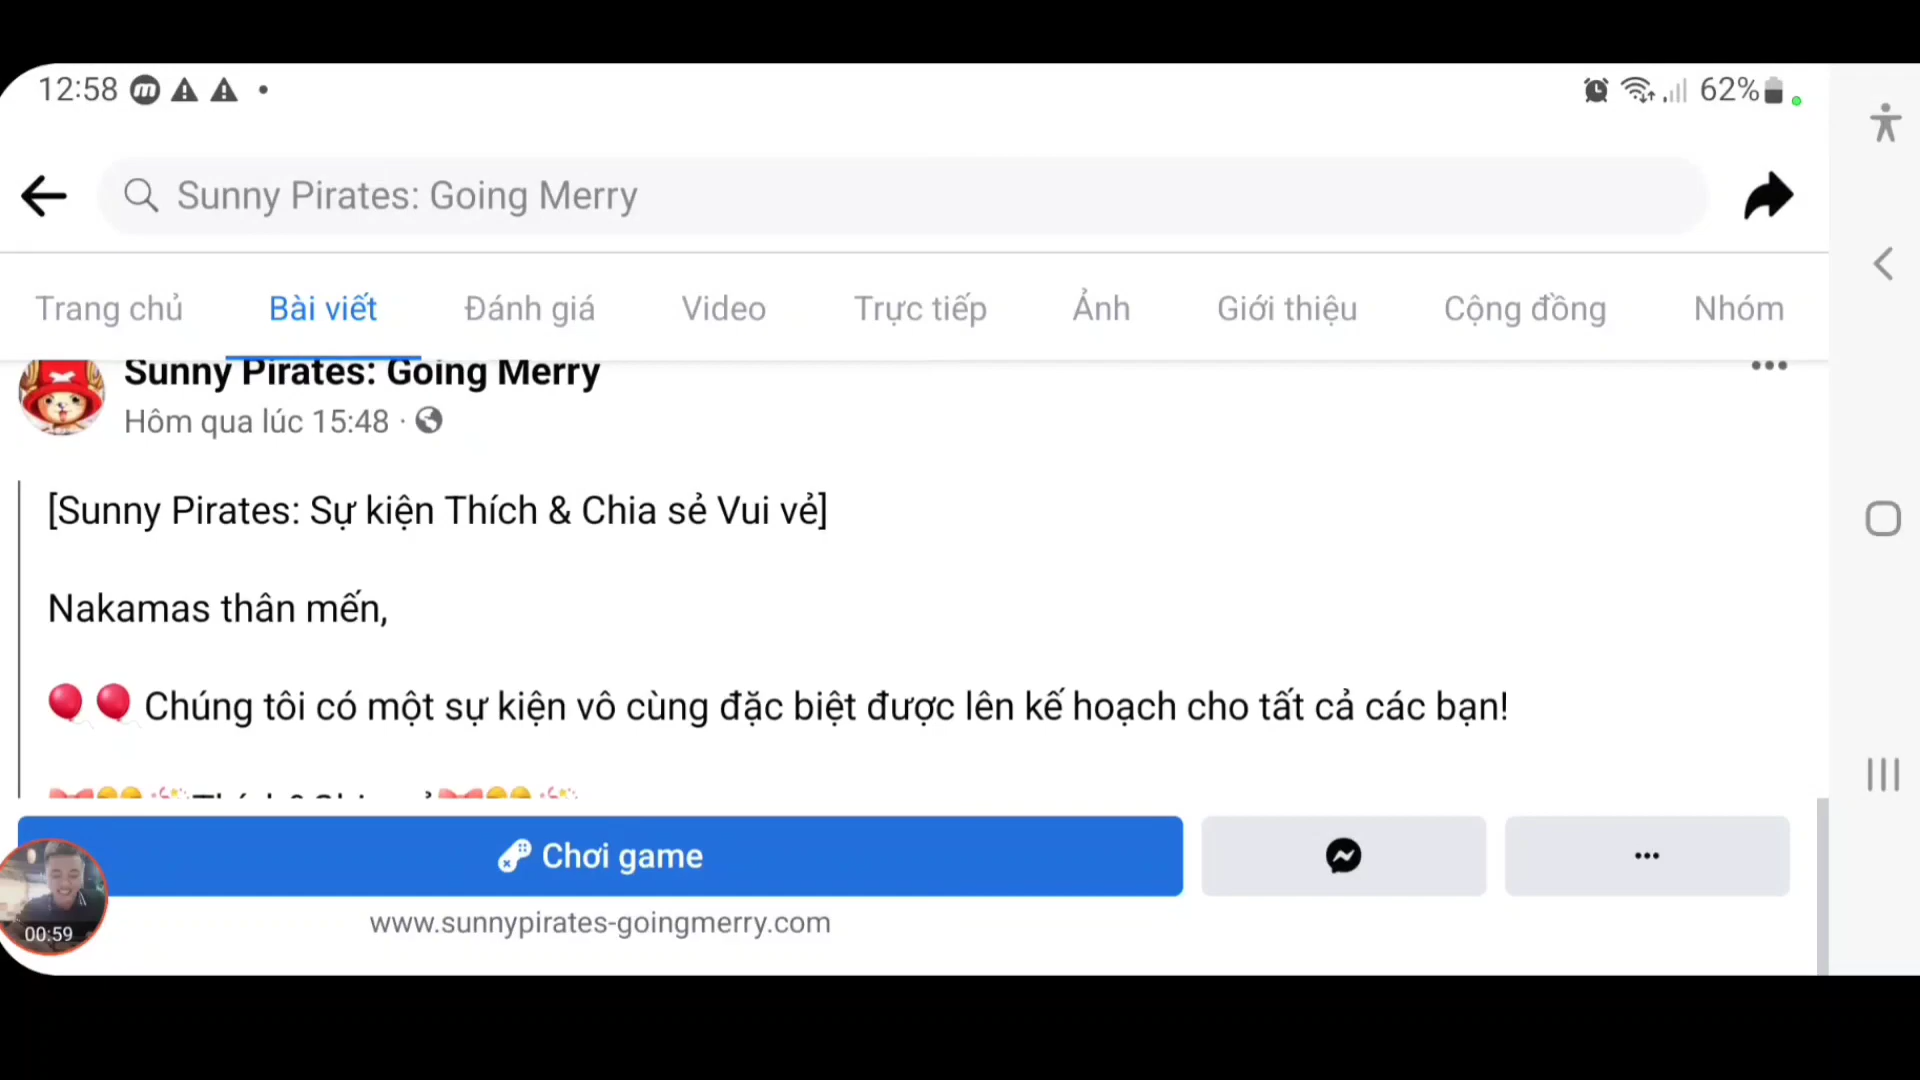 12:58
62%
Sunny Pirates: Going Merry
Trang chủ Bài viết Đánh giá Video Trực tiếp Ảnh Giới thiệu Cộng đồng Nhóm
Sunny Pirates: Going Merry
Hôm qua lúc 15:48 ·
[Sunny Pirates: Sự kiện Thích & Chia sẻ Vui vẻ]
Nakamas thân mến,
🎈🎈 Chúng tôi có một sự kiện vô cùng đặc biệt được lên kế hoạch cho tất cả các bạn!
Chơi game
www.sunnypirates-goingmerry.com
00:59